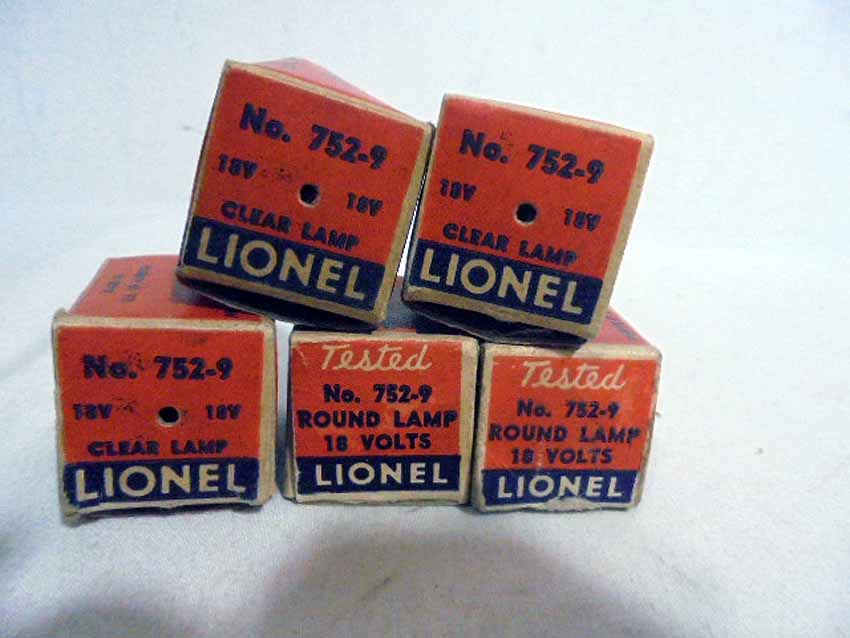 No. 752-9
18V 18V
CLEAR LAMP
LIONEL
No. 752-9
18V 18V
CLEAR LAMP
LIONEL
No. 752-9
18V 18V
CLEAR LAMP
LIONEL
Tested
No. 752-9
ROUND LAMP
18 VOLTS
LIONEL
Tested
No. 752-9
ROUND LAMP
18 VOLTS
LIONEL